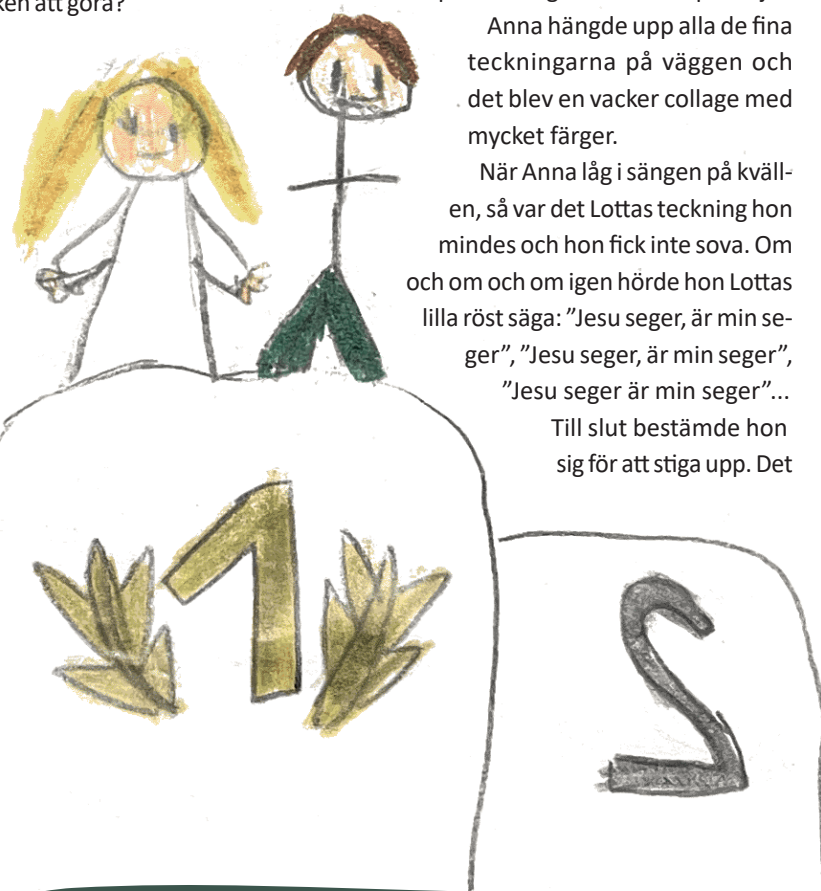 att göra?
Anna hängde upp alla de fina
teckningarna på väggen och
det blev en vacker collage med
mycket färger.
När Anna låg i sängen på kväll-
en, så var det Lottas teckning hon
mindes och hon fick inte sova. Om
och om och om igen hörde hon Lottas
lilla röst säga: ”Jesu seger, är min se-
ger”, ”Jesu seger, är min seger”,
”Jesu seger är min seger”...
Till slut bestämde hon
sig för att stiga upp. Det
1
2